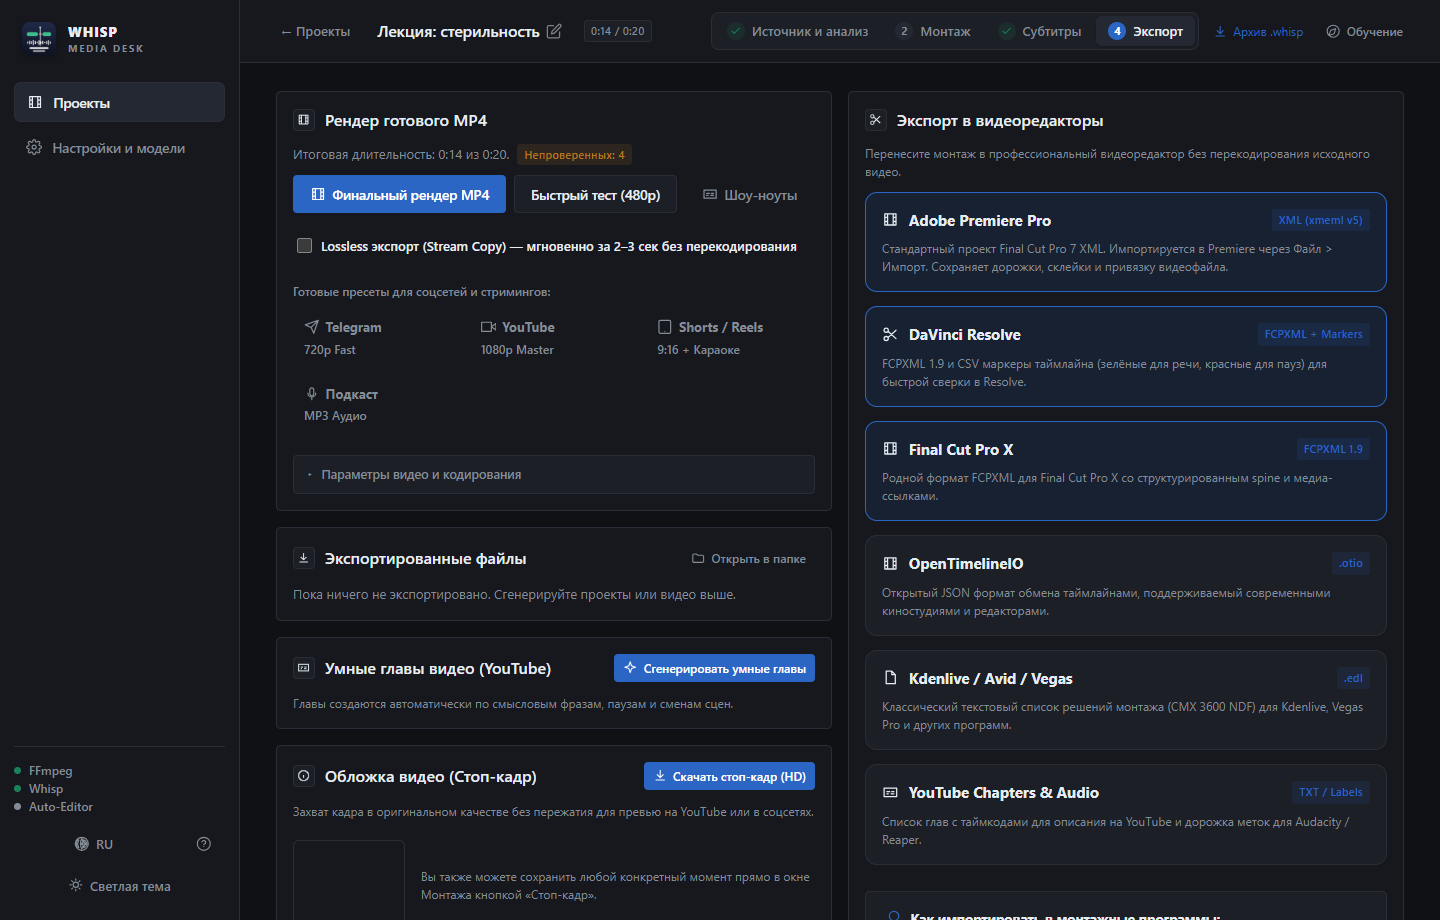 WHISP
MEDIA DESK
Проекты
Настройки и модели
FFmpeg
Whisp
Auto-Editor
RU
Светлая тема
← Проекты
Лекция: стерильность
0:14 / 0:20
Источник и анализ
2 Монтаж
Субтитры
4 Экспорт
Архив .whisp
Обучение
Рендер готового MP4
Итоговая длительность: 0:14 из 0:20.
Непроверенных: 4
Финальный рендер MP4
Быстрый тест (480p)
Шоу-ноуты
Lossless экспорт (Stream Copy) — мгновенно за 2–3 сек без перекодирования
Готовые пресеты для соцсетей и стримингов:
Telegram
720p Fast
YouTube
1080p Master
Shorts / Reels
9:16 + Караоке
Подкаст
MP3 Аудио
Параметры видео и кодирования
Экспортированные файлы
Открыть в папке
Пока ничего не экспортировано. Сгенерируйте проекты или видео выше.
Умные главы видео (YouTube)
Сгенерировать умные главы
Главы создаются автоматически по смысловым фразам, паузам и сменам сцен.
Обложка видео (Стоп-кадр)
Скачать стоп-кадр (HD)
Захват кадра в оригинальном качестве без пережатия для превью на YouTube или в соцсетях.
Вы также можете сохранить любой конкретный момент прямо в окне
Монтажа кнопкой «Стоп-кадр».
Экспорт в видеоредакторы
Перенесите монтаж в профессиональный видеоредактор без перекодирования исходного
видео.
Adobe Premiere Pro
XML (xmeml v5)
Стандартный проект Final Cut Pro 7 XML. Импортируется в Premiere через Файл >
Импорт. Сохраняет дорожки, склейки и привязку видеофайла.
DaVinci Resolve
FCPXML + Markers
FCPXML 1.9 и CSV маркеры таймлайна (зелёные для речи, красные для пауз) для
быстрой сверки в Resolve.
Final Cut Pro X
FCPXML 1.9
Родной формат FCPXML для Final Cut Pro X со структурированным spine и медиа-
ссылками.
OpenTimelineIO
.otio
Открытый JSON формат обмена таймлайнами, поддерживаемый современными
киностудиями и редакторами.
Kdenlive / Avid / Vegas
.edl
Классический текстовый список решений монтажа (CMX 3600 NDF) для Kdenlive, Vegas
Pro и других программ.
YouTube Chapters & Audio
TXT / Labels
Список глав с таймкодами для описания на YouTube и дорожка меток для Audacity /
Reaper.
Как импортировать в монтажные программы: